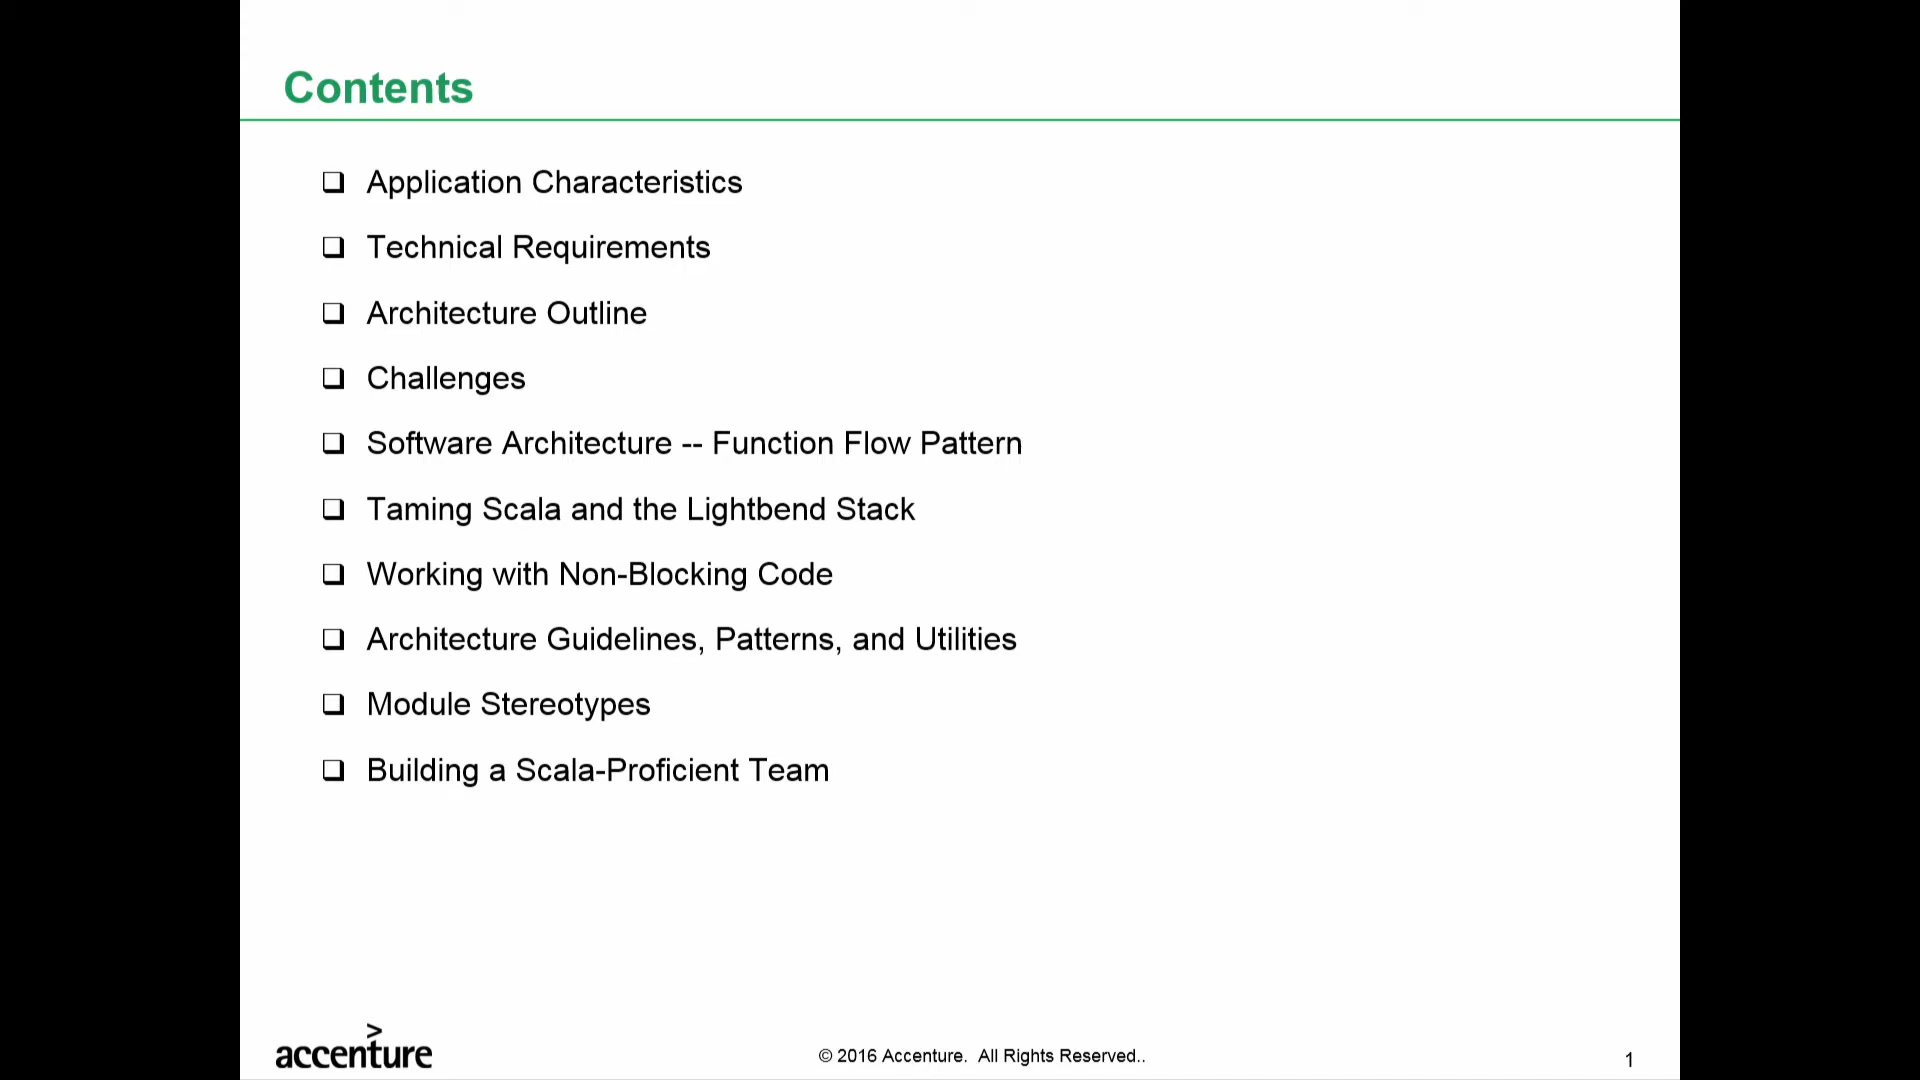 Contents
❑ Application Characteristics
❑ Technical Requirements
❑ Architecture Outline
❑ Challenges
❑ Software Architecture -- Function Flow Pattern
❑ Taming Scala and the Lightbend Stack
❑ Working with Non-Blocking Code
❑ Architecture Guidelines, Patterns, and Utilities
❑ Module Stereotypes
❑ Building a Scala-Proficient Team
accenture
© 2016 Accenture.  All Rights Reserved..
1